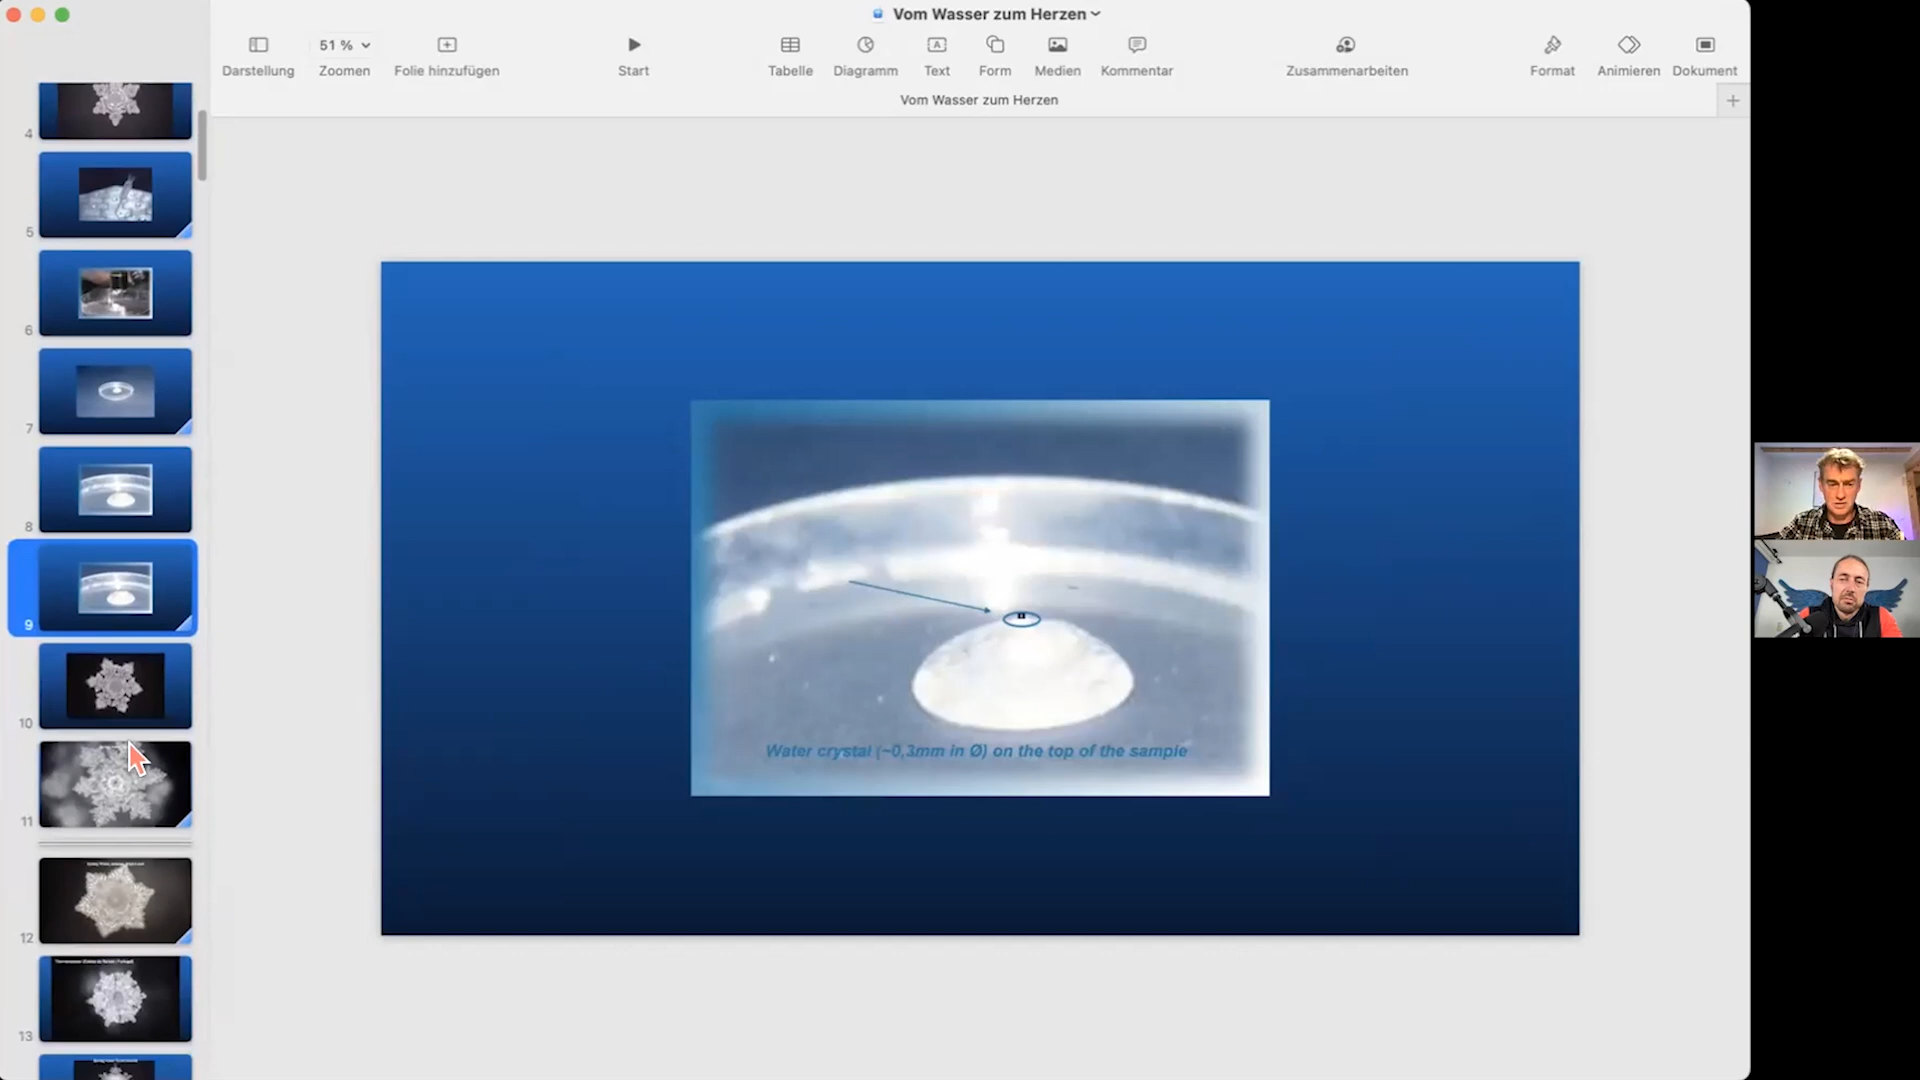 Vom Wasser zum Herzen
51 %
Darstellung
Zoomen
Folie hinzufügen
Start
Tabelle
Diagramm
Text
Form
Medien
Kommentar
Zusammenarbeiten
Format
Animieren
Dokument
Vom Wasser zum Herzen
4
5
6
7
8
9
10
11
12
13
Water crystal (~0,3mm in Ø) on the top of the sample